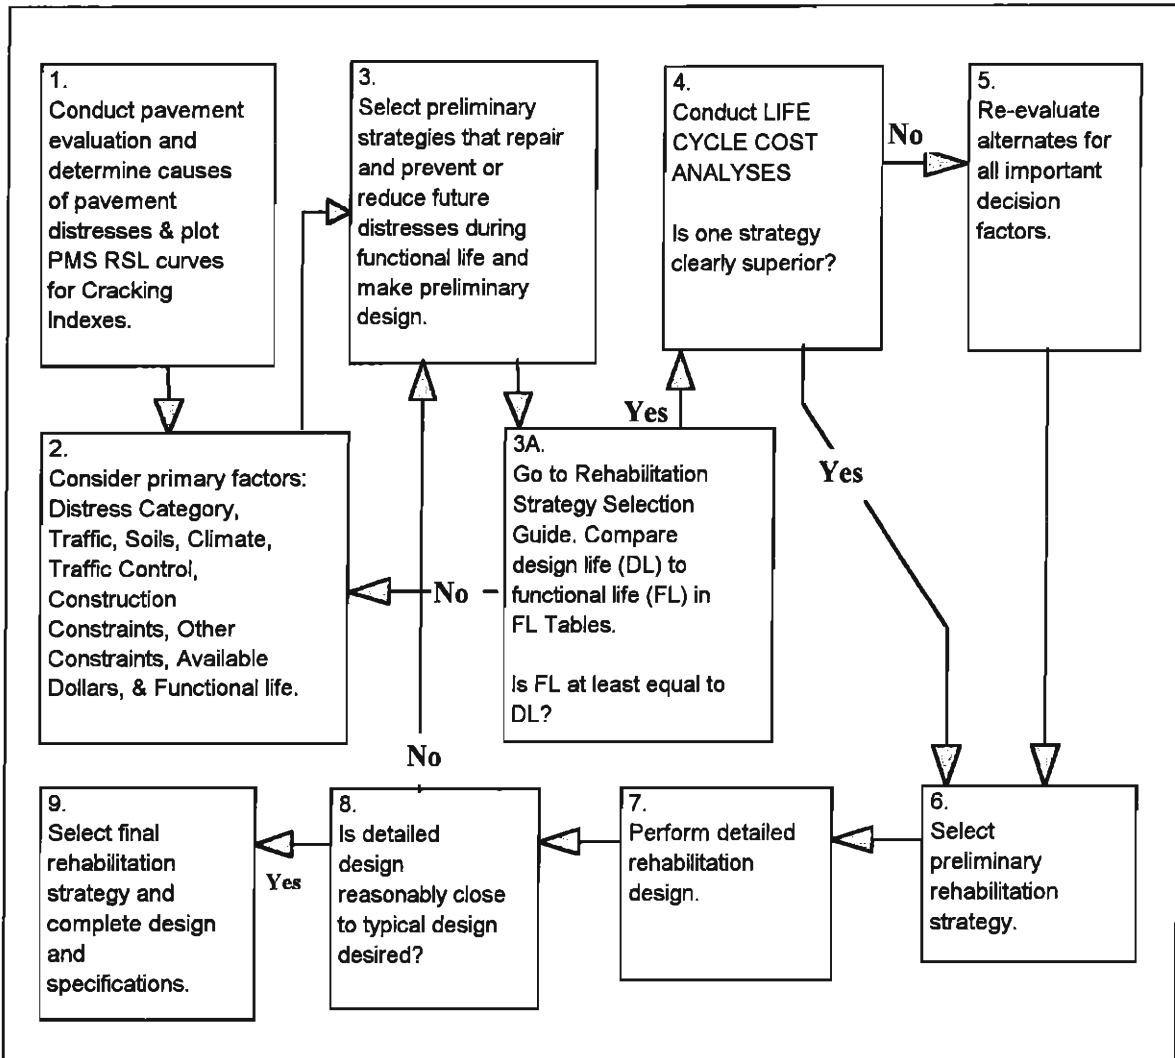 1.
Conduct pavement
evaluation and
determine causes
of pavement
distresses & plot
PMS RSL curves
for Cracking
Indexes.
2.
Consider primary factors:
Distress Category,
Traffic, Soils, Climate,
Traffic Control,
Construction
Constraints, Other
Constraints, Available
Dollars, & Functional life.
3.
Select preliminary
strategies that repair
and prevent or
reduce future
distresses during
functional life and
make preliminary
design.
3A.
Go to Rehabilitation
Strategy Selection
Guide. Compare
design life (DL) to
functional life (FL) in
FL Tables.
Is FL at least equal to
DL?
No
Yes
4.
Conduct LIFE
CYCLE COST
ANALYSES
Is one strategy
clearly superior?
No
Yes
5.
Re-evaluate
alternates for
all important
decision
factors.
6.
Select
preliminary
rehabilitation
strategy.
7.
Perform detailed
rehabilitation
design.
8.
Is detailed
design
reasonably close
to typical design
desired?
No
Yes
9.
Select final
rehabilitation
strategy and
complete design
and
specifications.